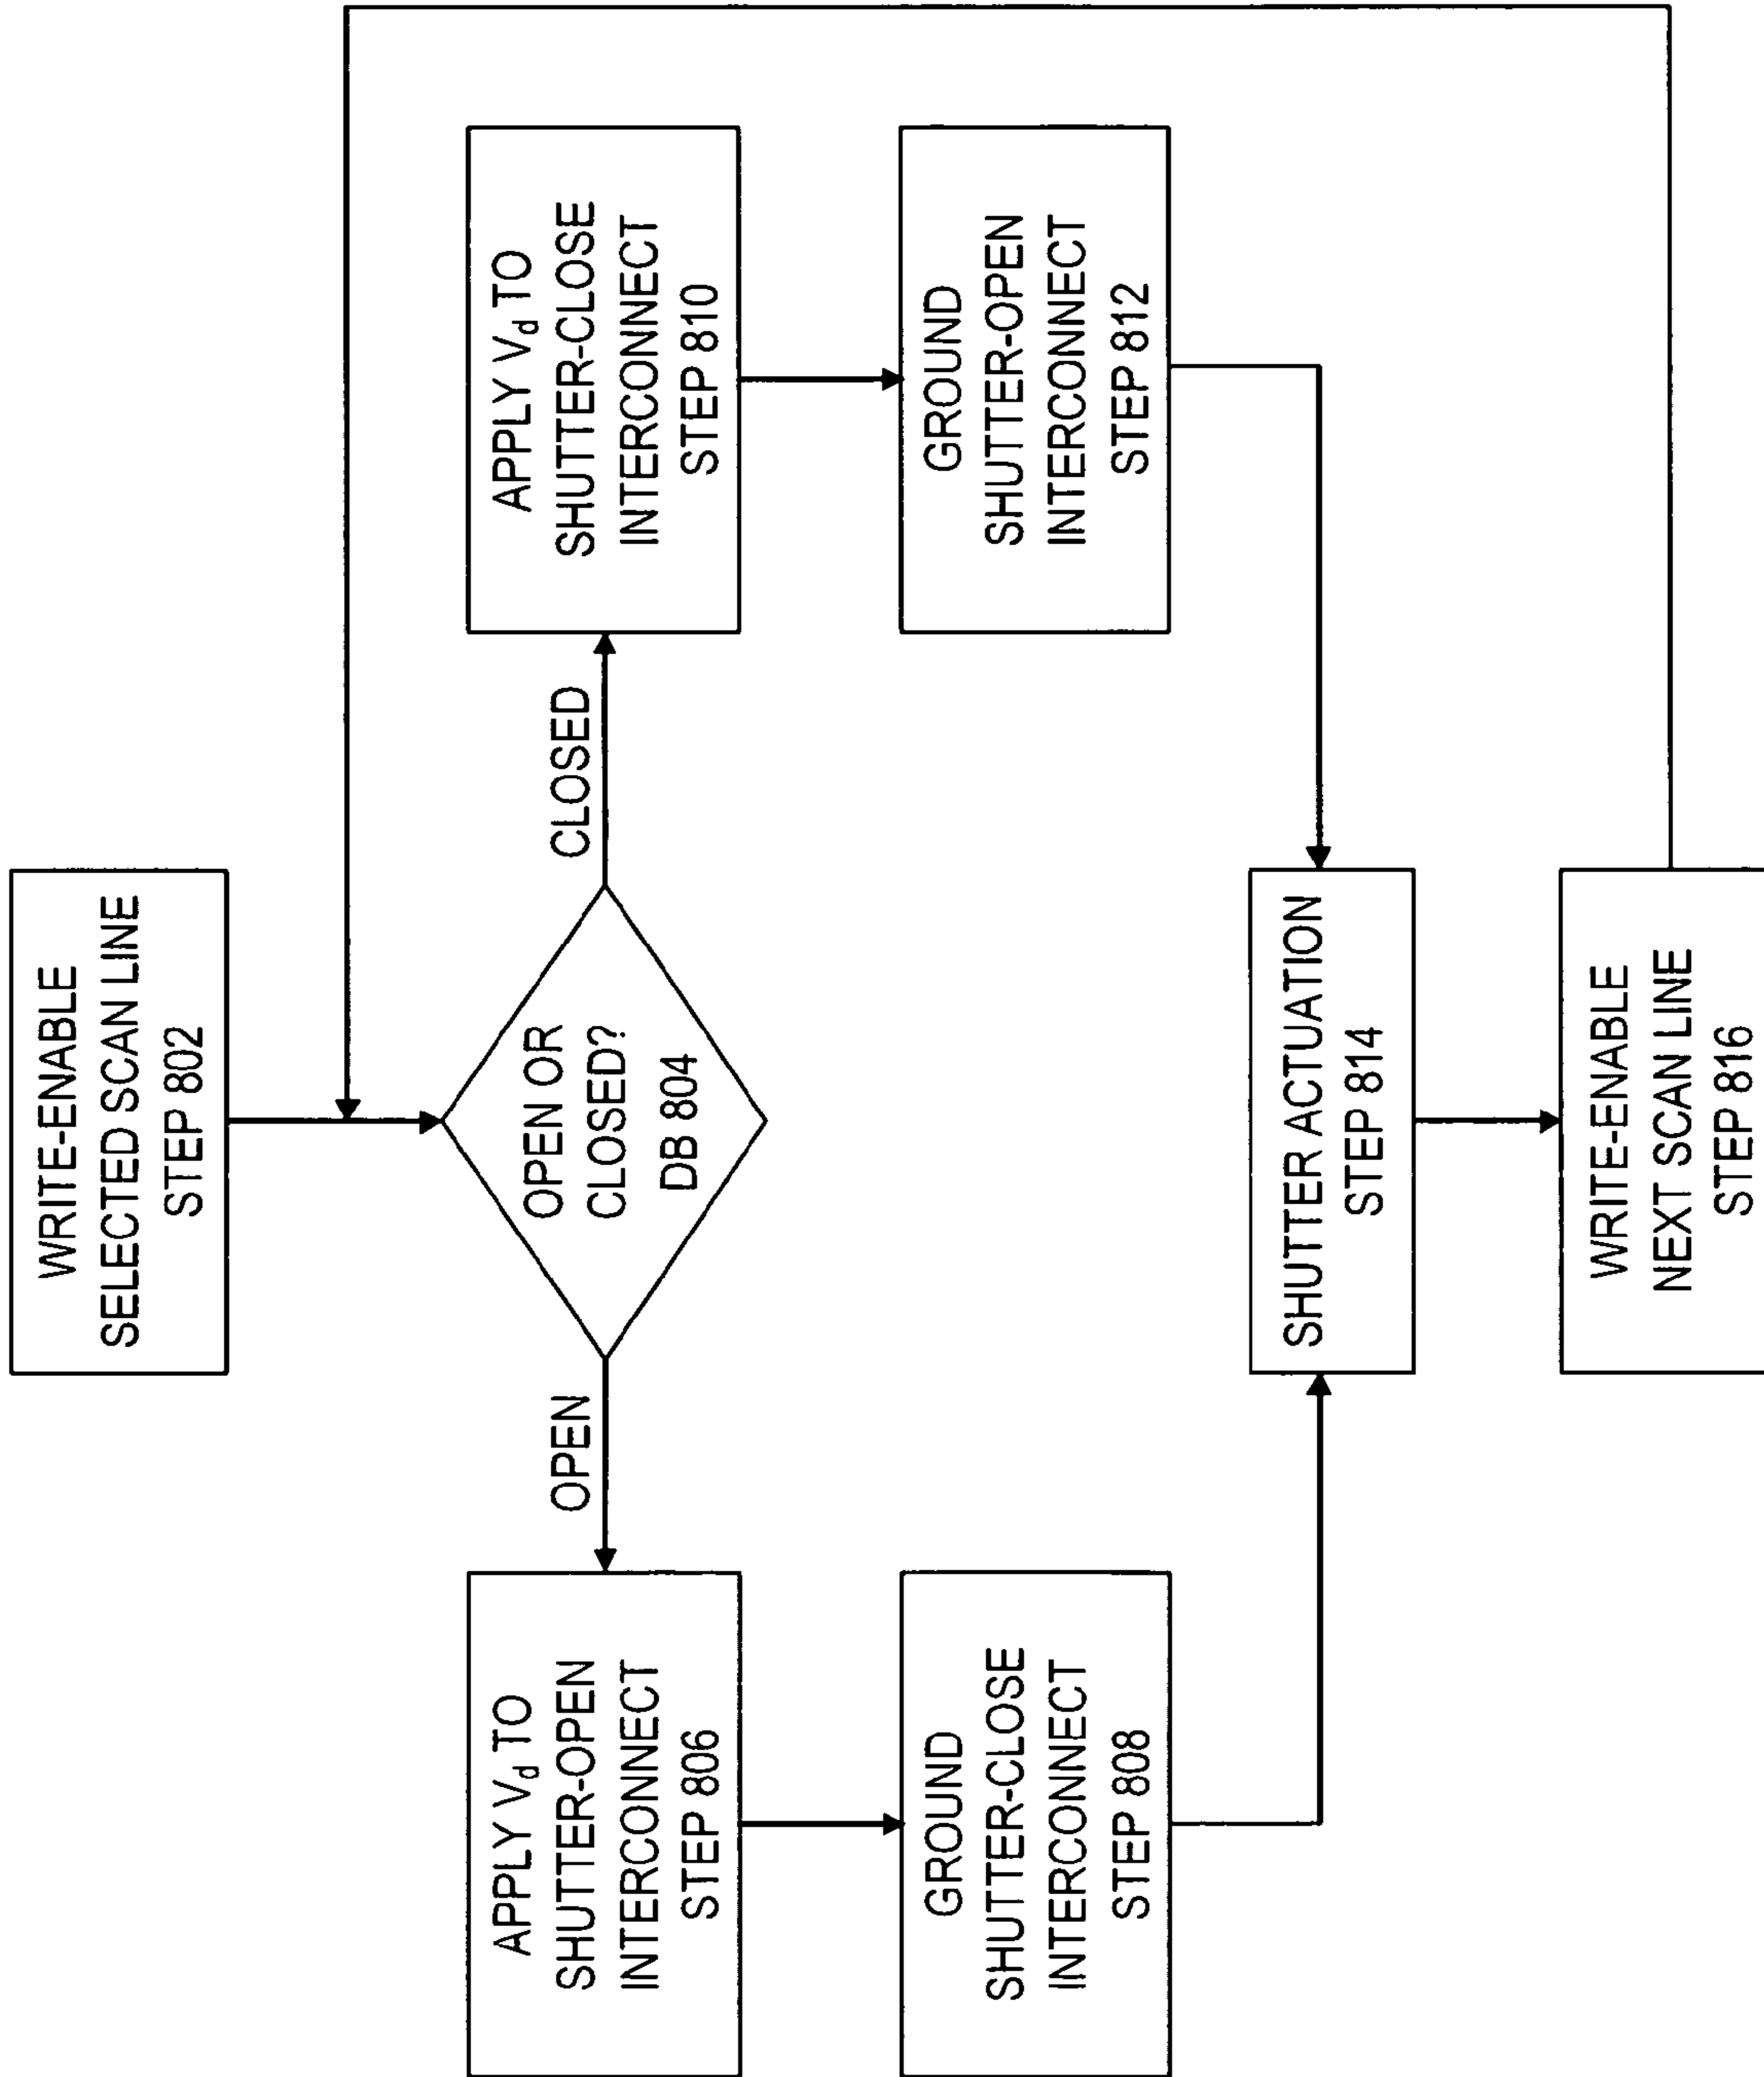 WRITE-ENABLE
SELECTED SCAN LINE
STEP 802
OPEN OR
CLOSED?
DB 804
OPEN
CLOSED
APPLY Vd TO
SHUTTER-OPEN
INTERCONNECT
STEP 806
APPLY Vd TO
SHUTTER-CLOSE
INTERCONNECT
STEP 810
GROUND
SHUTTER-CLOSE
INTERCONNECT
STEP 808
GROUND
SHUTTER-OPEN
INTERCONNECT
STEP 812
SHUTTER ACTUATION
STEP 814
WRITE-ENABLE
NEXT SCAN LINE
STEP 816